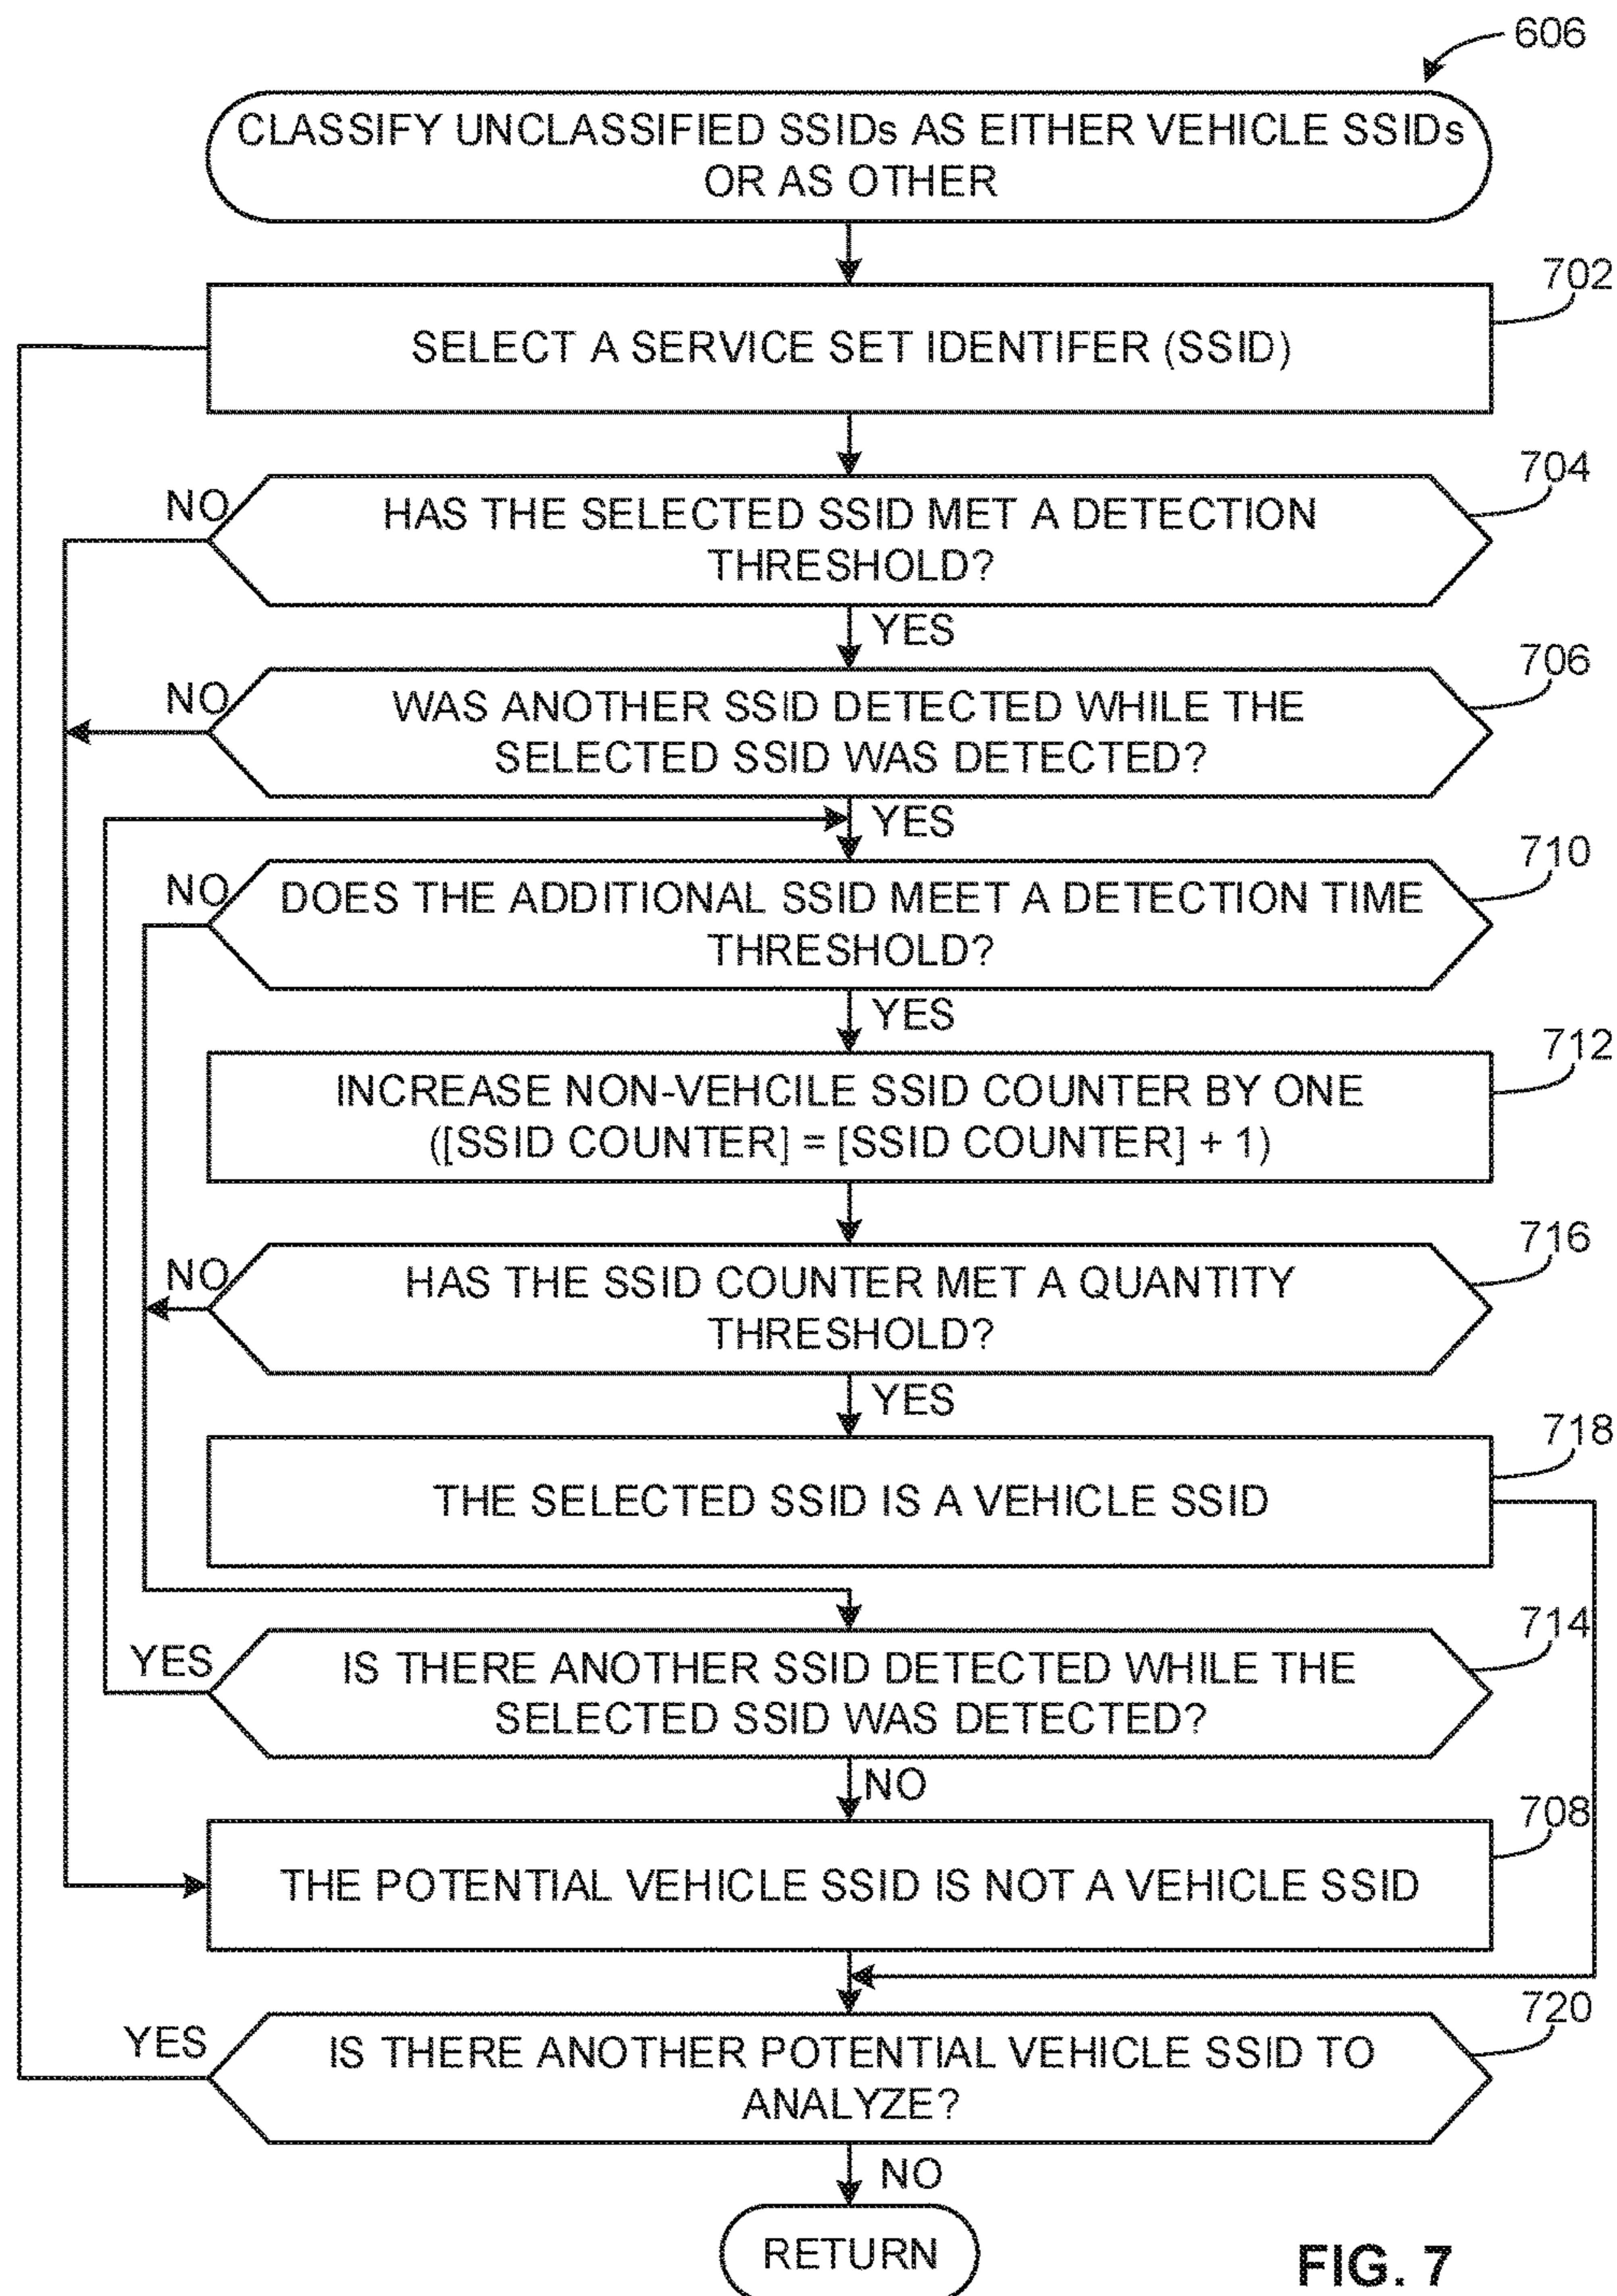 606
CLASSIFY UNCLASSIFIED SSIDs AS EITHER VEHICLE SSIDs
OR AS OTHER
702
SELECT A SERVICE SET IDENTIFER (SSID)
704
NO
HAS THE SELECTED SSID MET A DETECTION
THRESHOLD?
YES
706
NO
WAS ANOTHER SSID DETECTED WHILE THE
SELECTED SSID WAS DETECTED?
YES
710
NO
DOES THE ADDITIONAL SSID MEET A DETECTION TIME
THRESHOLD?
YES
712
INCREASE NON-VEHCILE SSID COUNTER BY ONE
([SSID COUNTER] = [SSID COUNTER] + 1)
716
NO
HAS THE SSID COUNTER MET A QUANTITY
THRESHOLD?
YES
718
THE SELECTED SSID IS A VEHICLE SSID
714
YES
IS THERE ANOTHER SSID DETECTED WHILE THE
SELECTED SSID WAS DETECTED?
NO
708
THE POTENTIAL VEHICLE SSID IS NOT A VEHICLE SSID
720
YES
IS THERE ANOTHER POTENTIAL VEHICLE SSID TO
ANALYZE?
NO
RETURN
FIG. 7